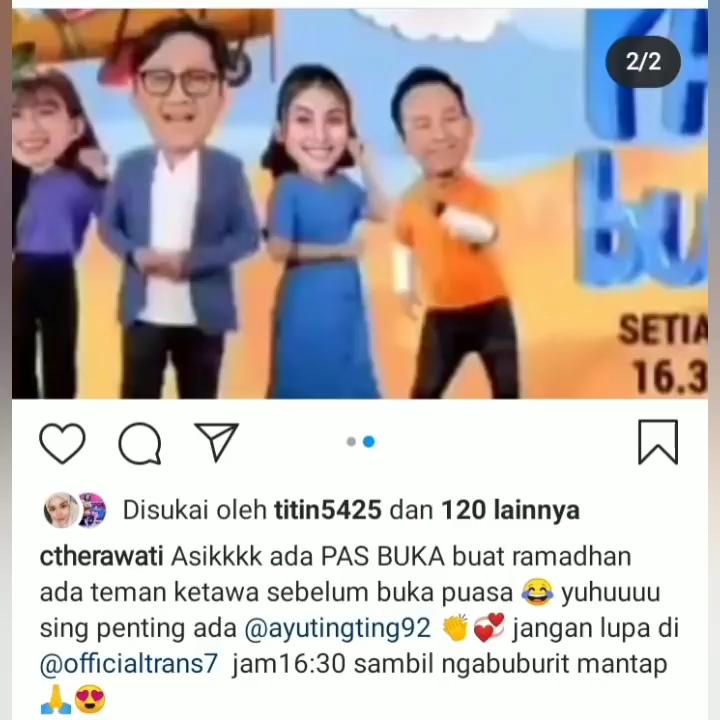 2/2
bu
SETIA
16.3
Disukai oleh titin5425 dan 120 lainnya
ctherawati Asikkkk ada PAS BUKA buat ramadhan
ada teman ketawa sebelum buka puasa 😂 yuhuuuu
sing penting ada @ayutingting92 👏💞 jangan lupa di
@officialtrans7 jam16:30 sambil ngabuburit mantap
🙏😍